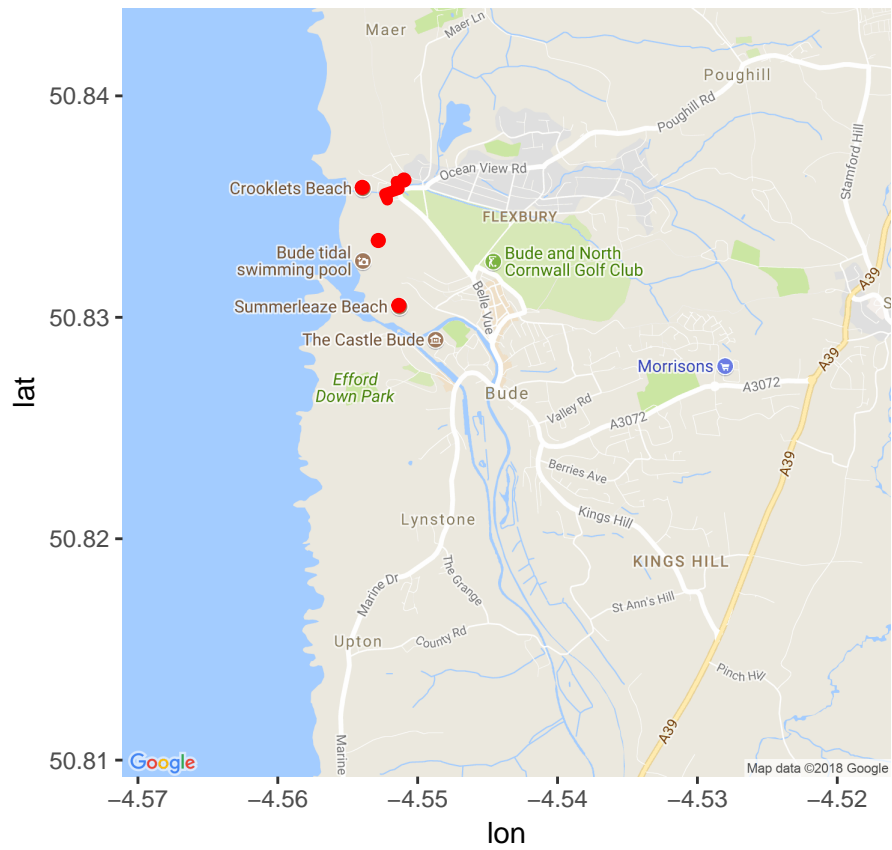 Maer
Maer Ln
Poughill
50.84
Poughill Rd
Stamford Hill
Ocean View Rd
Crooklets Beach
FLEXBURY
Bude tidal
swimming pool
Bude and North
Cornwall Golf Club
A39
Belle Vue
Summerleaze Beach
50.83
S
The Castle Bude
A39
Morrisons
Efford
Down Park
A3072
Bude
Valley Rd
A3072
lat
A39
Berries Ave
Lynstone
Kings Hill
50.82
KINGS HILL
The Grange
Marine Dr
St Ann's Hill
Upton
County Rd
Pinch Hill
A39
Marine
50.81
Google
Map data ©2018 Google
−4.57
−4.56
−4.55
−4.54
−4.53
−4.52
lon